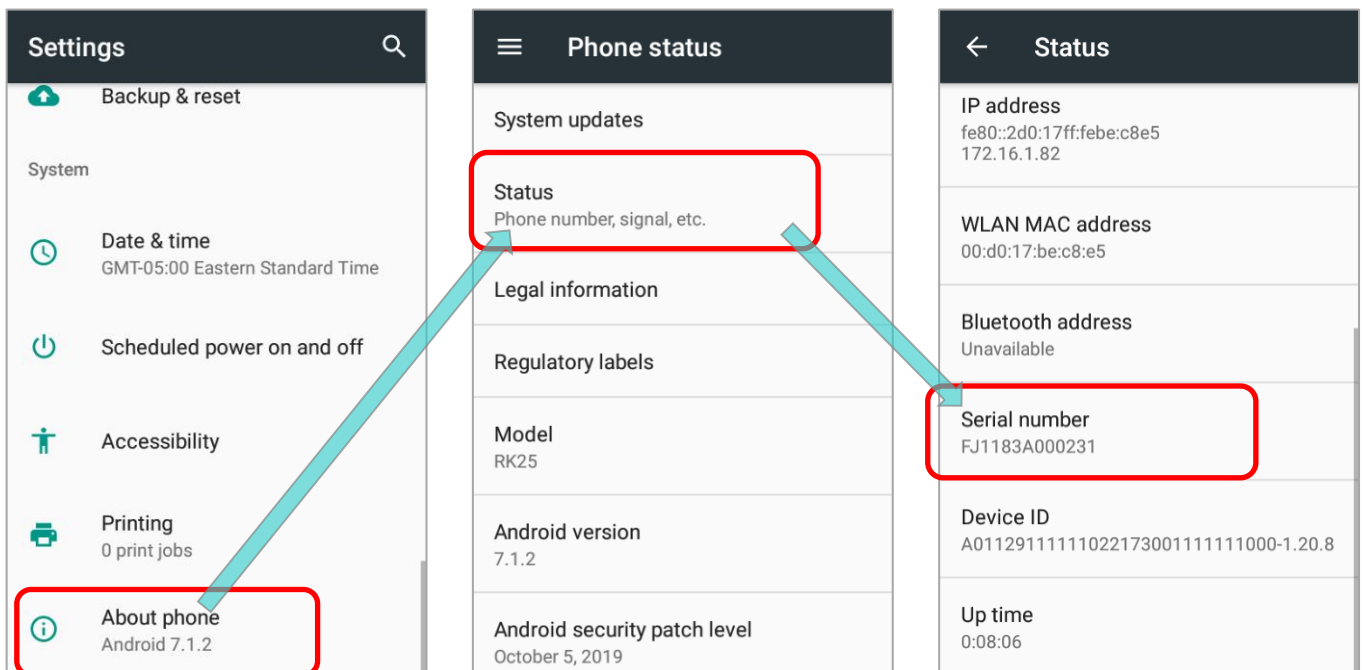 Settings
Backup & reset
System
Date & time
GMT-05:00 Eastern Standard Time
Scheduled power on and off
Accessibility
Printing
0 print jobs
About phone
Android 7.1.2
Phone status
System updates
Status
Phone number, signal, etc.
Legal information
Regulatory labels
Model
RK25
Android version
7.1.2
Android security patch level
October 5, 2019
Status
IP address
fe80::2d0:17ff:febe:c8e5
172.16.1.82
WLAN MAC address
00:d0:17:be:c8:e5
Bluetooth address
Unavailable
Serial number
FJ1183A000231
Device ID
A01129111111022173001111111000-1.20.8
Up time
0:08:06